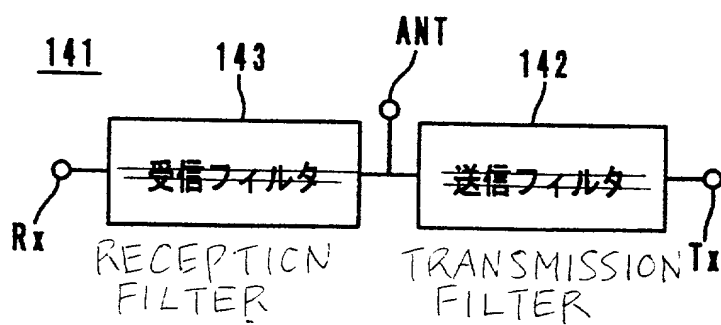 141
143
ANT
142
受信フィルタ
送信フィルタ
Rx
Tx
RECEPTION
FILTER
TRANSMISSION
FILTER